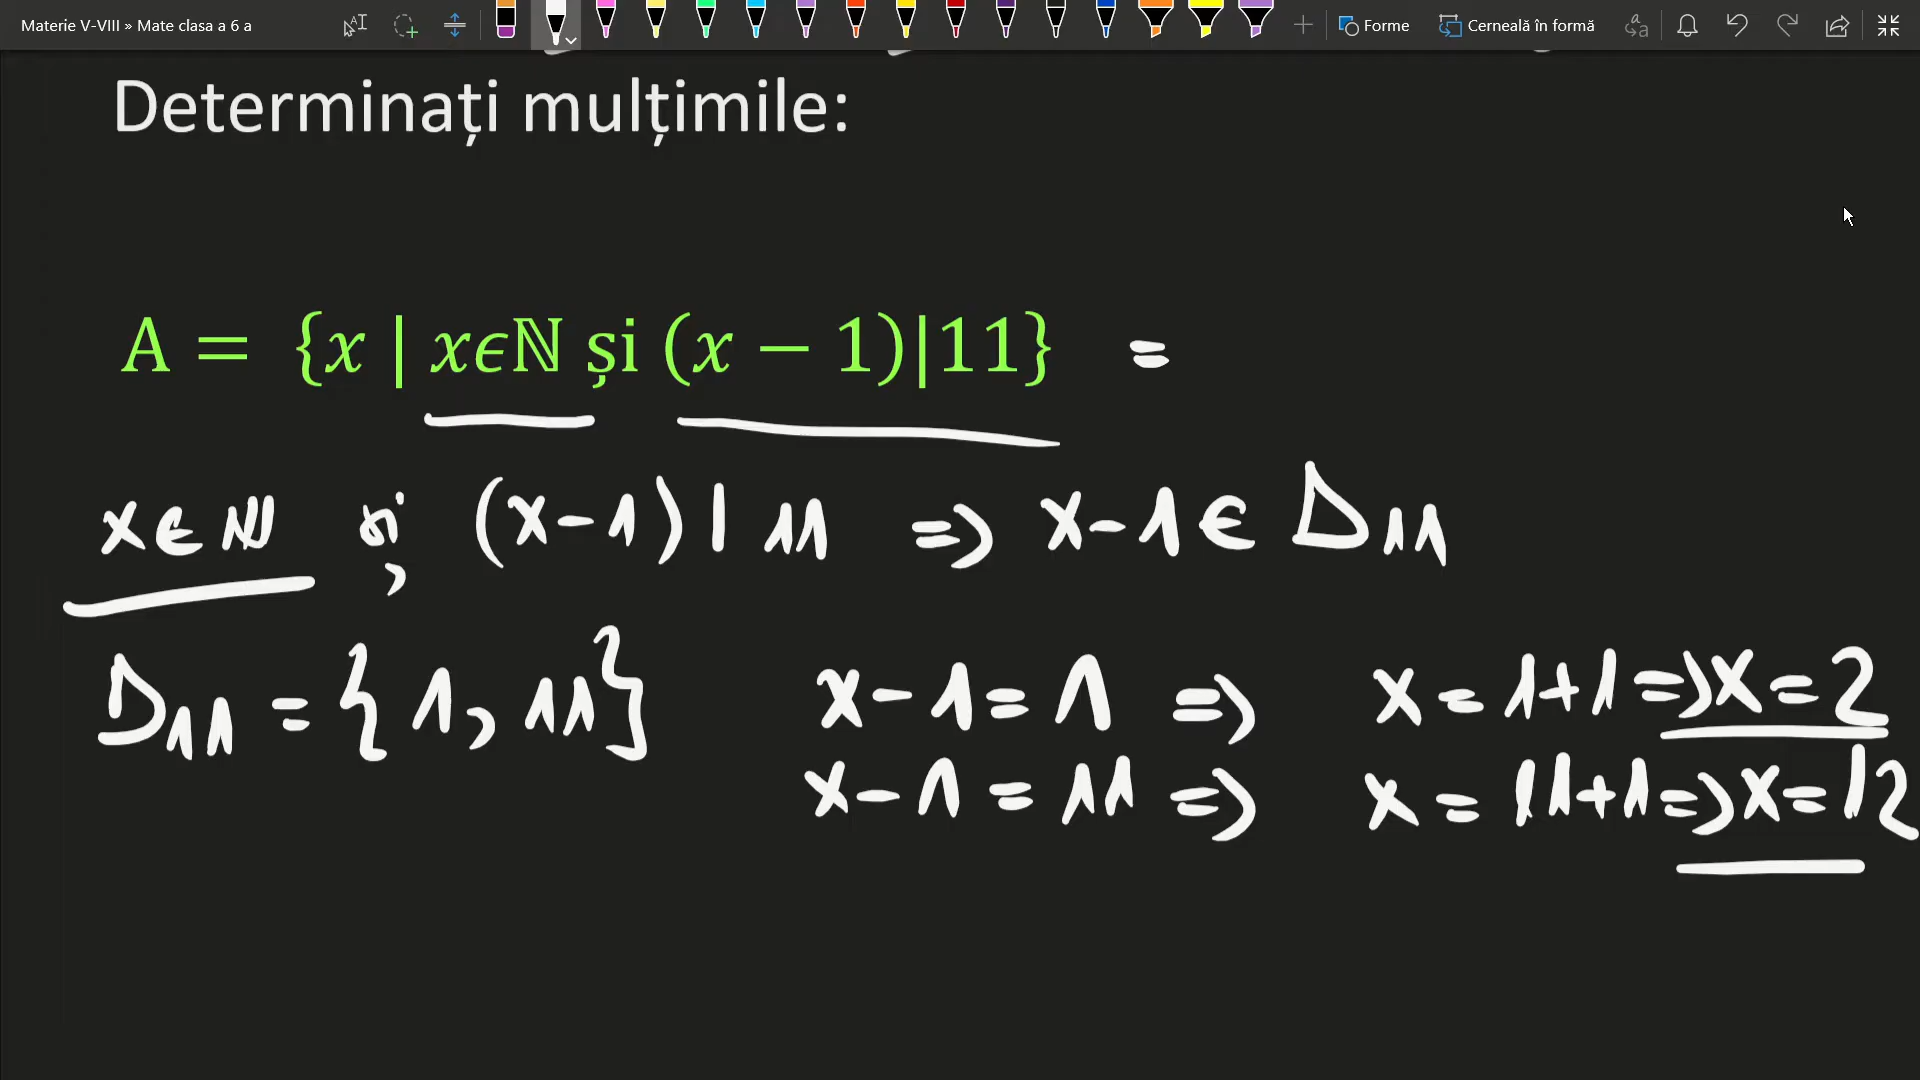 Materie V-VIII » Mate clasa a 6 a
Forme
Cerneală în formă
Determinați mulțimile:
A = {x | xϵℕ și (x − 1)|11} =
x∈ℕ și (x-1) | 11 => x-1 ∈ D₁₁
D₁₁ = {1, 11}
x-1=1 => x=1+1 => x=2
x-1=11 => x=11+1 => x=12